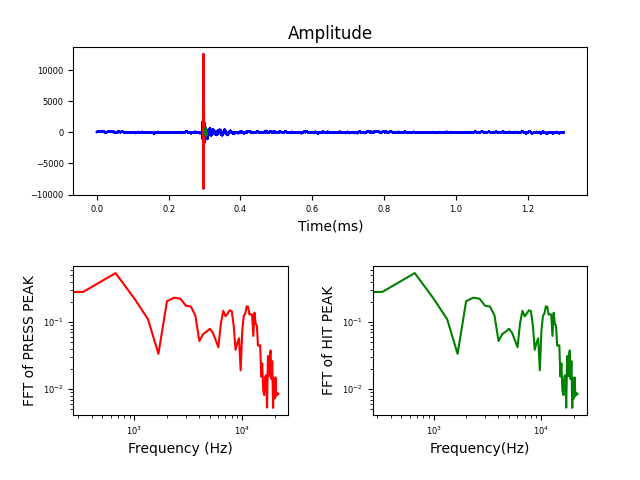 Amplitude
10000
5000
0
−5000
−10000
0.0 0.2 0.4 0.6 0.8 1.0 1.2
Time(ms)
FFT of PRESS PEAK
10⁻¹
10⁻²
10³ 10⁴
Frequency (Hz)
FFT of HIT PEAK
10⁻¹
10⁻²
10³ 10⁴
Frequency(Hz)